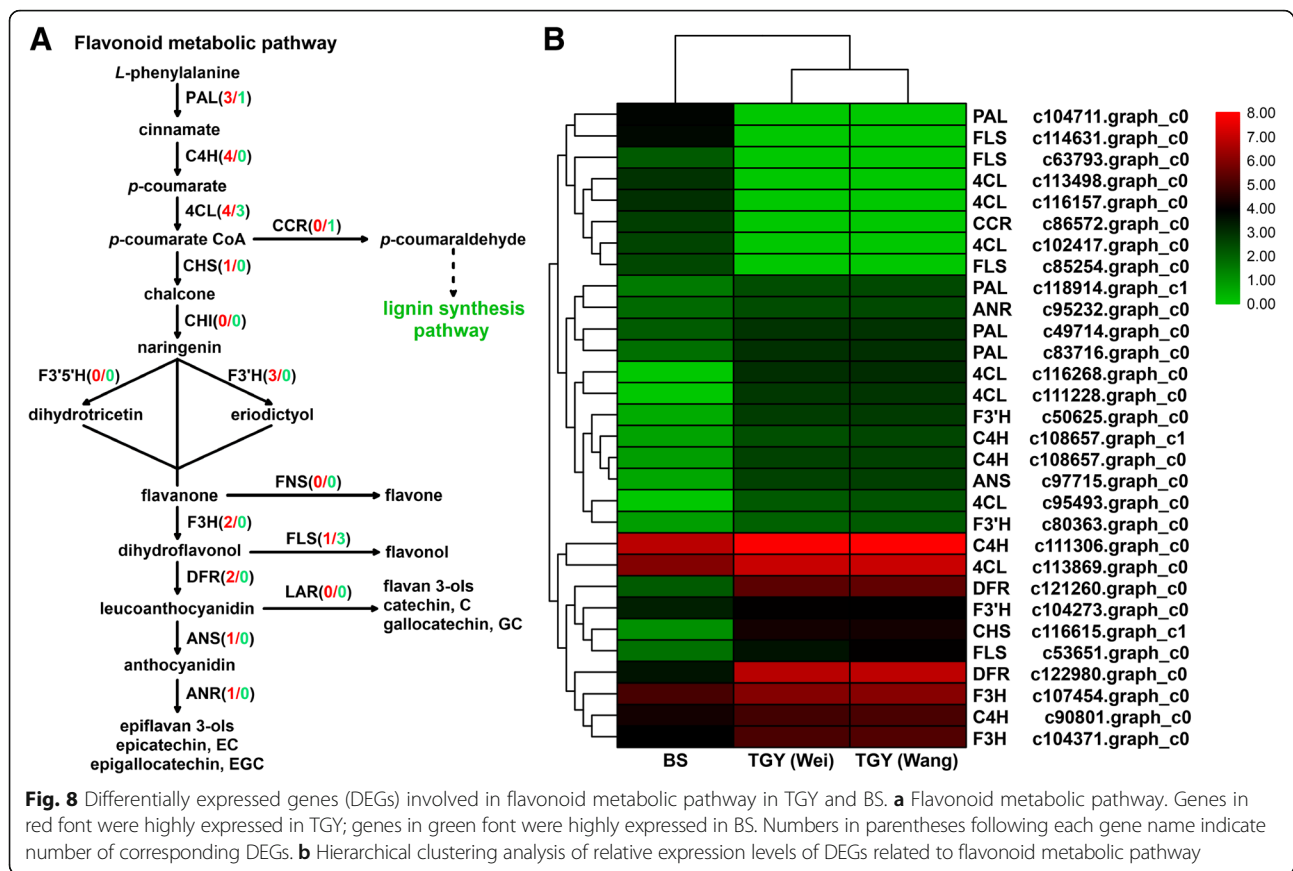 A
Flavonoid metabolic pathway
L-phenylalanine
PAL(3/1)
cinnamate
C4H(4/0)
p-coumarate
4CL(4/3)
p-coumarate CoA
CCR(0/1)
p-coumaraldehyde
CHS(1/0)
chalcone
lignin synthesis
pathway
CHI(0/0)
naringenin
F3'5'H(0/0)
F3'H(3/0)
dihydrotricetin
eriodictyol
flavanone
FNS(0/0)
flavone
F3H(2/0)
dihydroflavonol
FLS(1/3)
flavonol
DFR(2/0)
leucoanthocyanidin
LAR(0/0)
flavan 3-ols
catechin, C
gallocatechin, GC
ANS(1/0)
anthocyanidin
ANR(1/0)
epiflavan 3-ols
epicatechin, EC
epigallocatechin, EGC
B
PAL c104711.graph_c0
FLS c114631.graph_c0
FLS c63793.graph_c0
4CL c113498.graph_c0
4CL c116157.graph_c0
CCR c86572.graph_c0
4CL c102417.graph_c0
FLS c85254.graph_c0
PAL c118914.graph_c1
ANR c95232.graph_c0
PAL c49714.graph_c0
PAL c83716.graph_c0
4CL c116268.graph_c0
4CL c111228.graph_c0
F3'H c50625.graph_c0
C4H c108657.graph_c1
C4H c108657.graph_c0
ANS c97715.graph_c0
4CL c95493.graph_c0
F3'H c80363.graph_c0
C4H c111306.graph_c0
4CL c113869.graph_c0
DFR c121260.graph_c0
F3'H c104273.graph_c0
CHS c116615.graph_c1
FLS c53651.graph_c0
DFR c122980.graph_c0
F3H c107454.graph_c0
C4H c90801.graph_c0
F3H c104371.graph_c0
BS
TGY (Wei)
TGY (Wang)
8.00
7.00
6.00
5.00
4.00
3.00
2.00
1.00
0.00
Fig. 8 Differentially expressed genes (DEGs) involved in flavonoid metabolic pathway in TGY and BS. a Flavonoid metabolic pathway. Genes in
red font were highly expressed in TGY; genes in green font were highly expressed in BS. Numbers in parentheses following each gene name indicate
number of corresponding DEGs. b Hierarchical clustering analysis of relative expression levels of DEGs related to flavonoid metabolic pathway